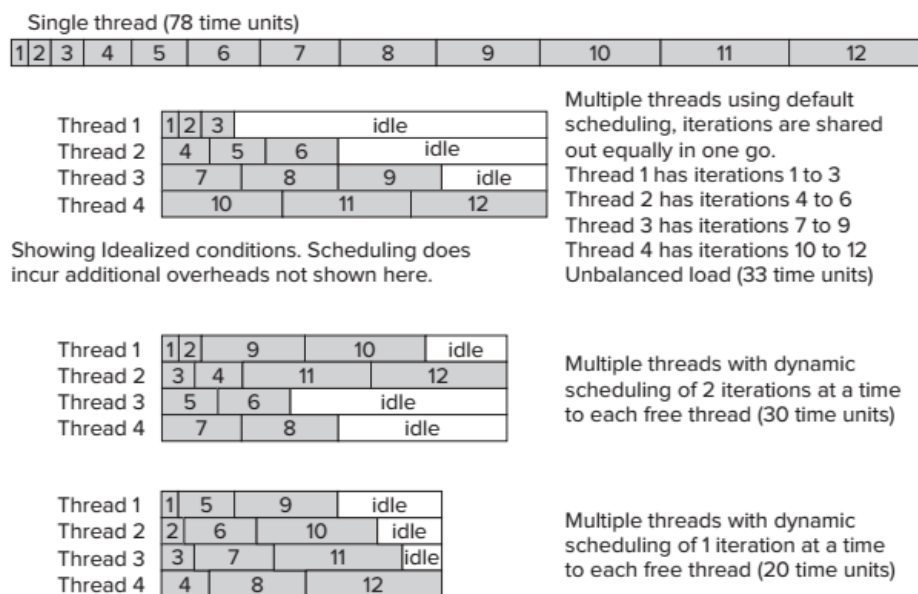 Single thread (78 time units)
1 2 3 4 5 6 7 8 9 10 11 12
Thread 1 1 2 3 idle
Thread 2 4 5 6 idle
Thread 3 7 8 9 idle
Thread 4 10 11 12
Multiple threads using default
scheduling, iterations are shared
out equally in one go.
Thread 1 has iterations 1 to 3
Thread 2 has iterations 4 to 6
Thread 3 has iterations 7 to 9
Thread 4 has iterations 10 to 12
Unbalanced load (33 time units)
Showing Idealized conditions. Scheduling does
incur additional overheads not shown here.
Thread 1 1 2 9 10 idle
Thread 2 3 4 11 12
Thread 3 5 6 idle
Thread 4 7 8 idle
Multiple threads with dynamic
scheduling of 2 iterations at a time
to each free thread (30 time units)
Thread 1 1 5 9 idle
Thread 2 2 6 10 idle
Thread 3 3 7 11 idle
Thread 4 4 8 12
Multiple threads with dynamic
scheduling of 1 iteration at a time
to each free thread (20 time units)